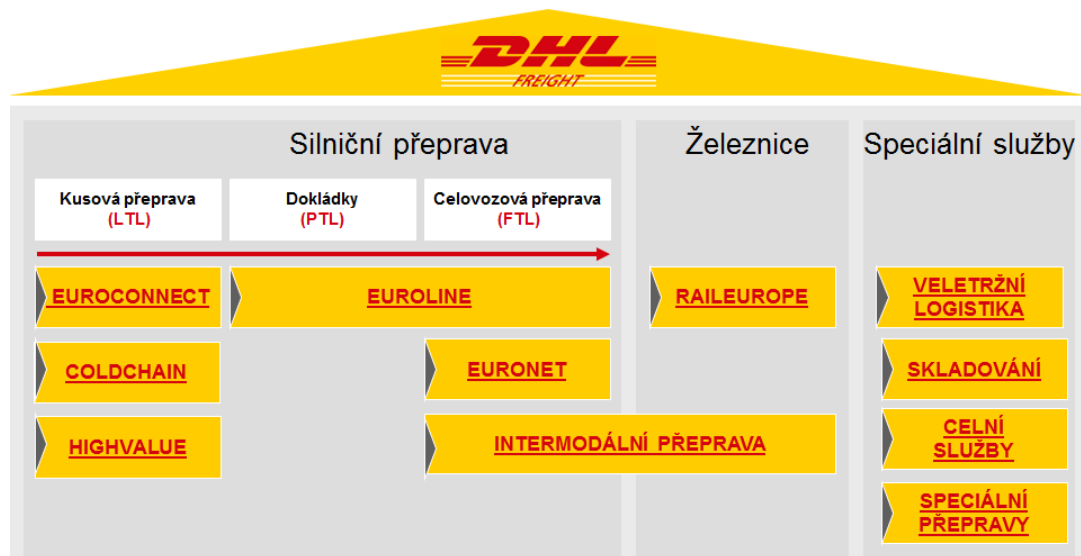 DHL
FREIGHT
Silniční přeprava
Železnice
Speciální služby
Kusová přeprava
(LTL)
Dokládky
(PTL)
Celovozová přeprava
(FTL)
EUROCONNECT
EUROLINE
RAILEUROPE
VELETRŽNÍ
LOGISTIKA
COLDCHAIN
EURONET
SKLADOVÁNÍ
HIGHVALUE
INTERMODÁLNÍ PŘEPRAVA
CELNÍ
SLUŽBY
SPECIÁLNÍ
PŘEPRAVY